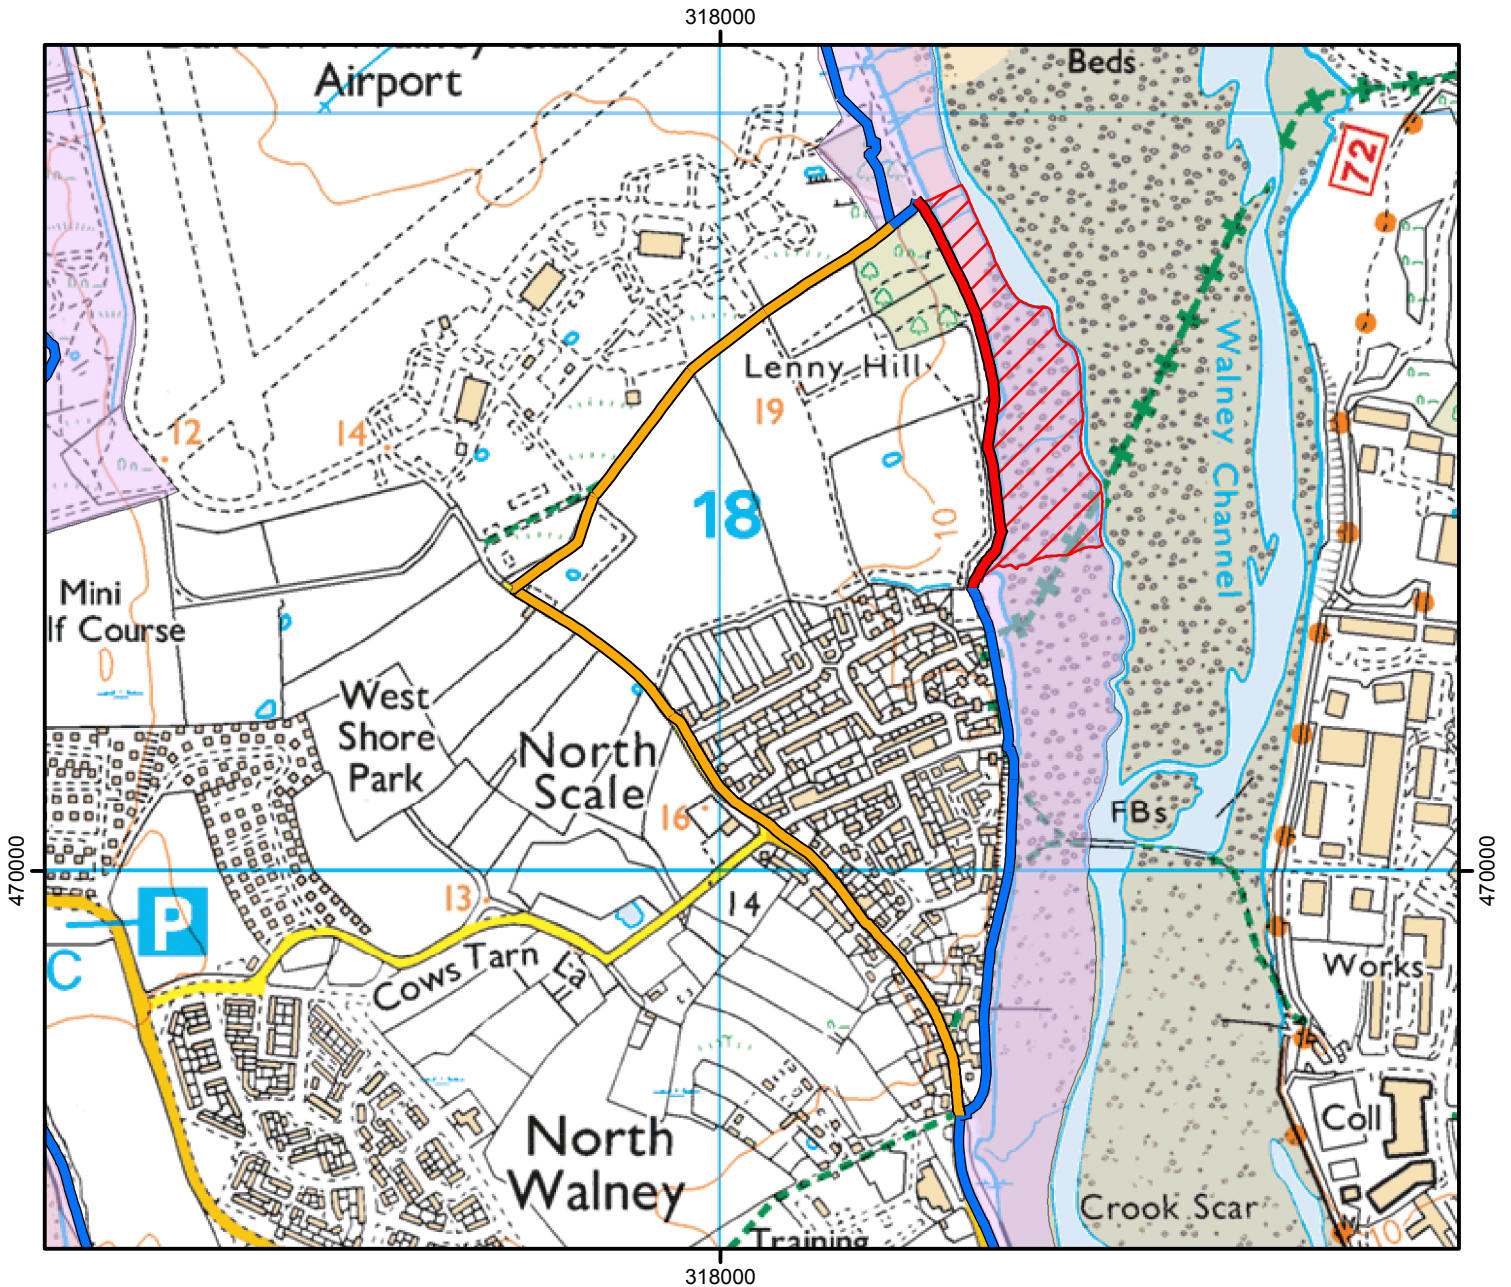 318000
Airport
Beds
72
Lenny Hill
19
12
14
18
10
Walney Channel
Mini
lf Course
West
Shore
Park
North
Scale
16
FBs
470000
470000
13
14
P
C
Cows Tarn La
Works
North
Walney
Coll
Crook Scar
10
Training
318000